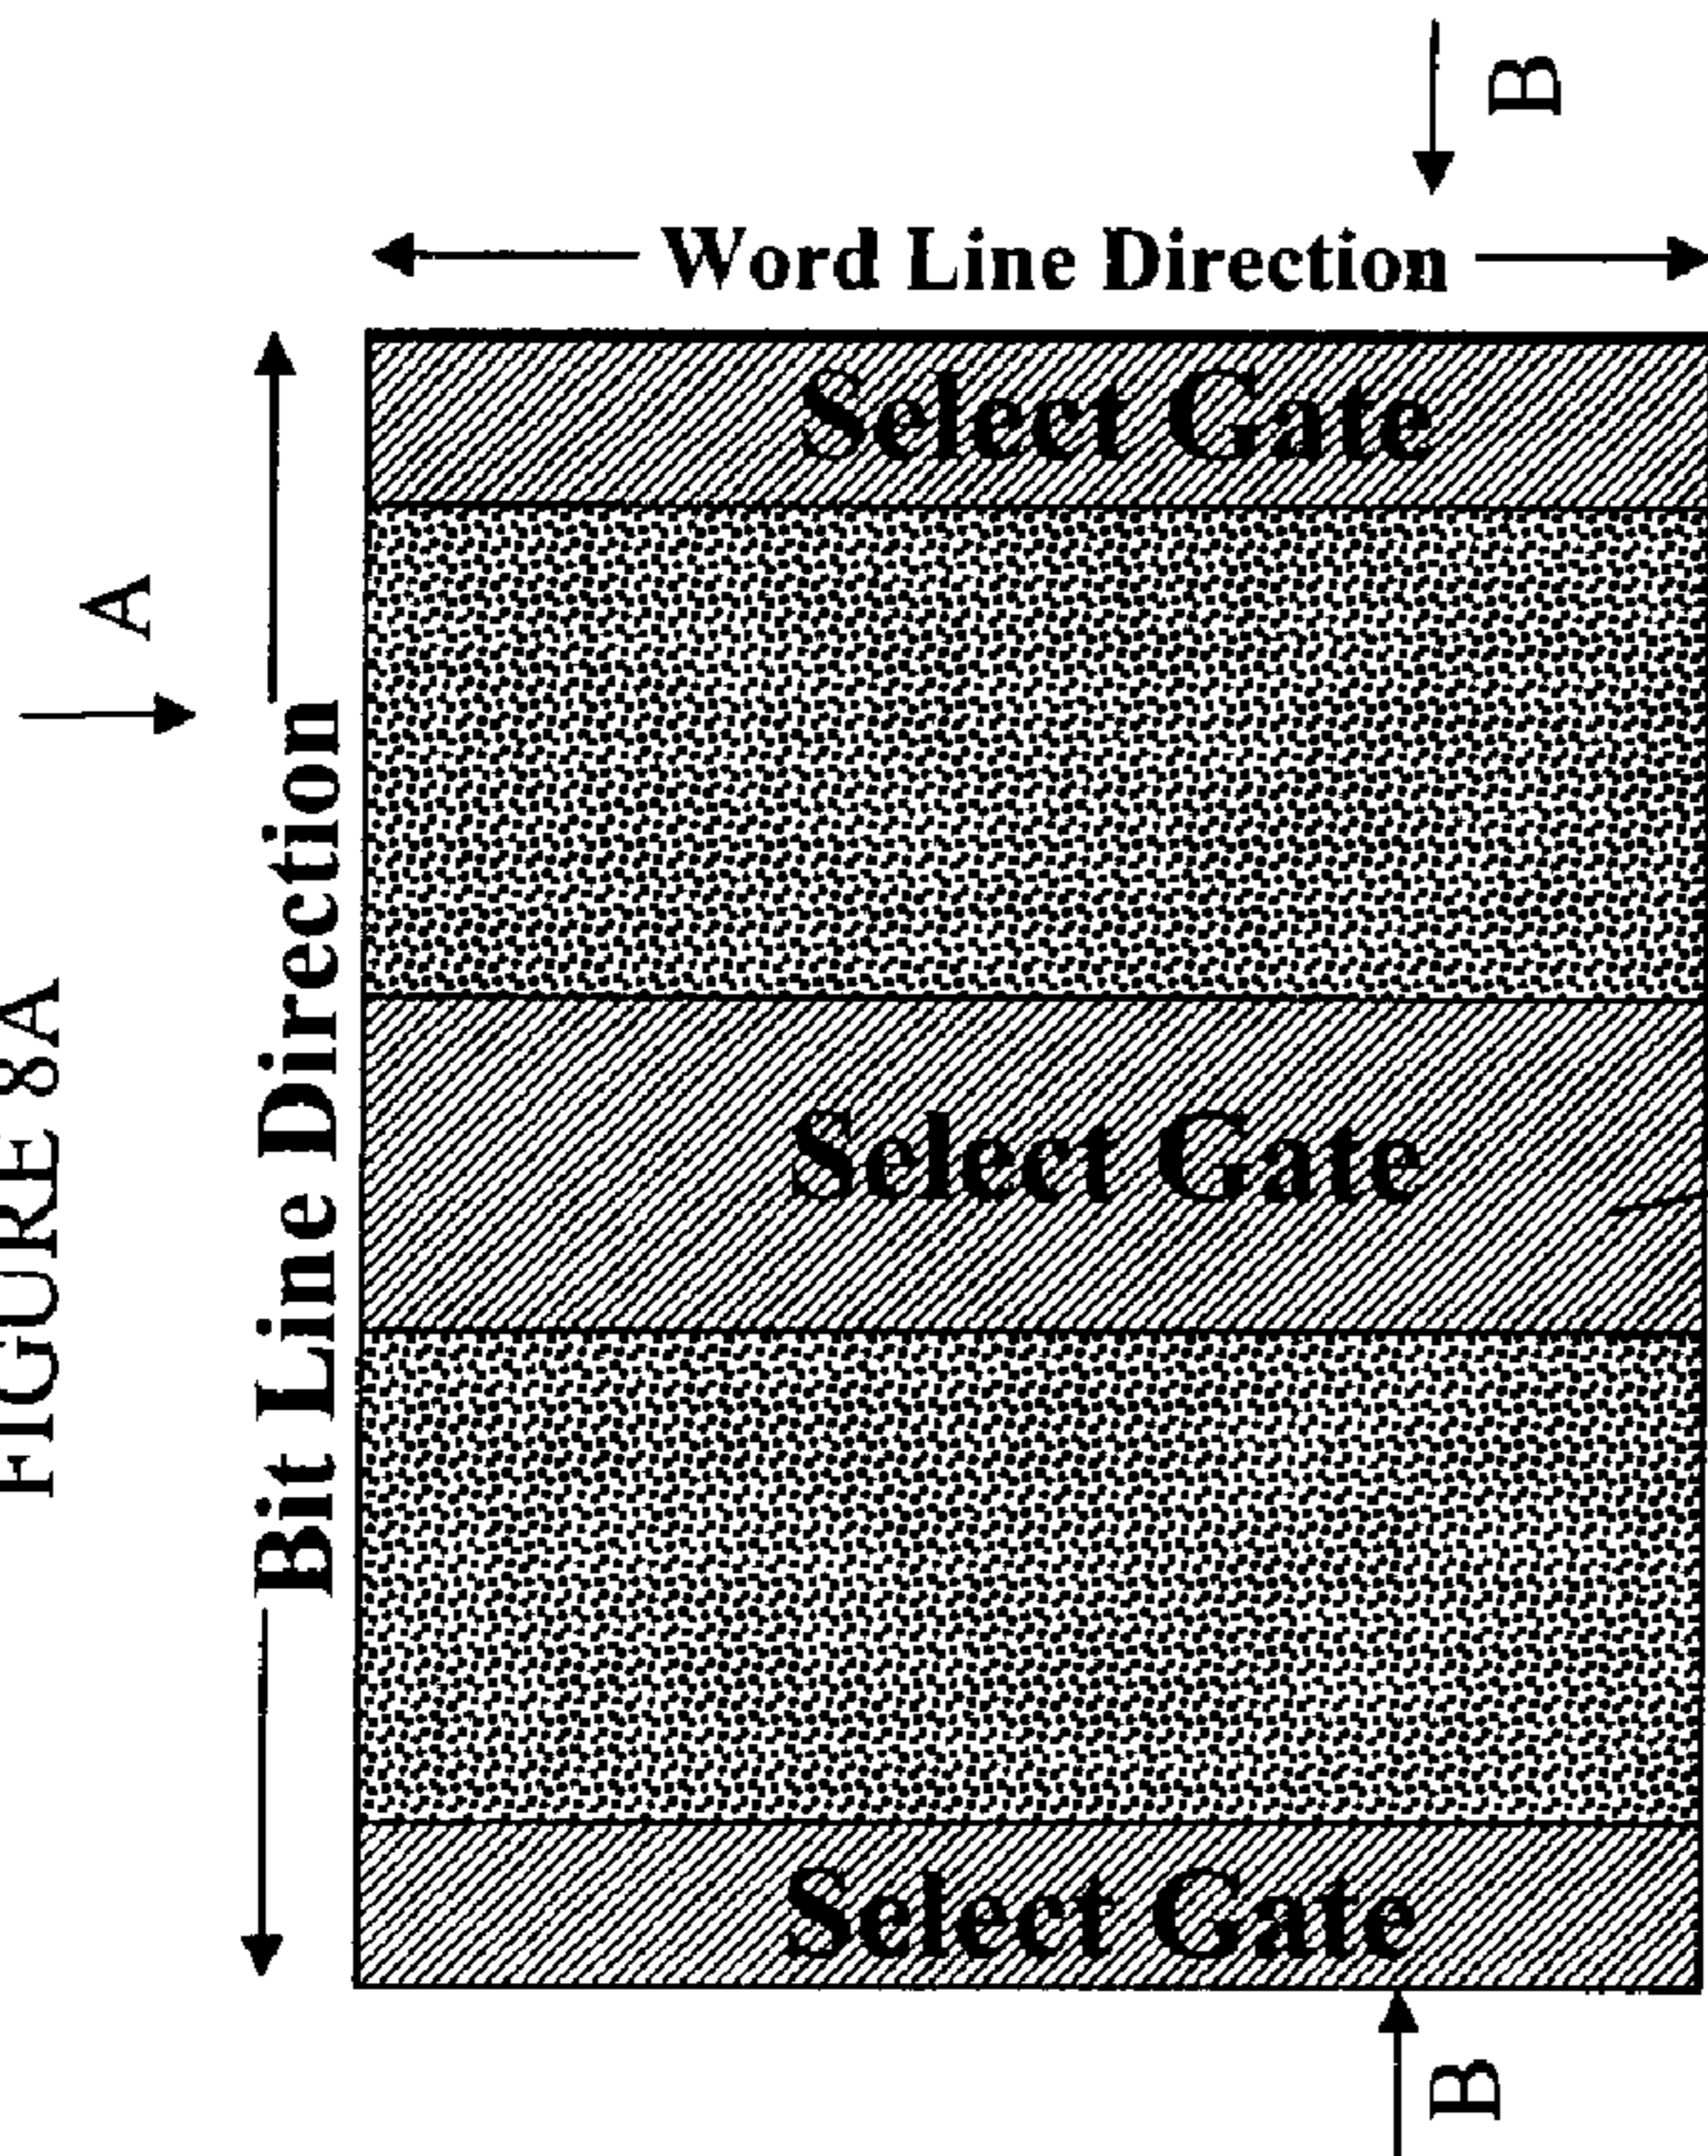 B
Word Line Direction
Select Gate
A
Bit Line Direction
FIGURE 8A
Select Gate
Select Gate
B